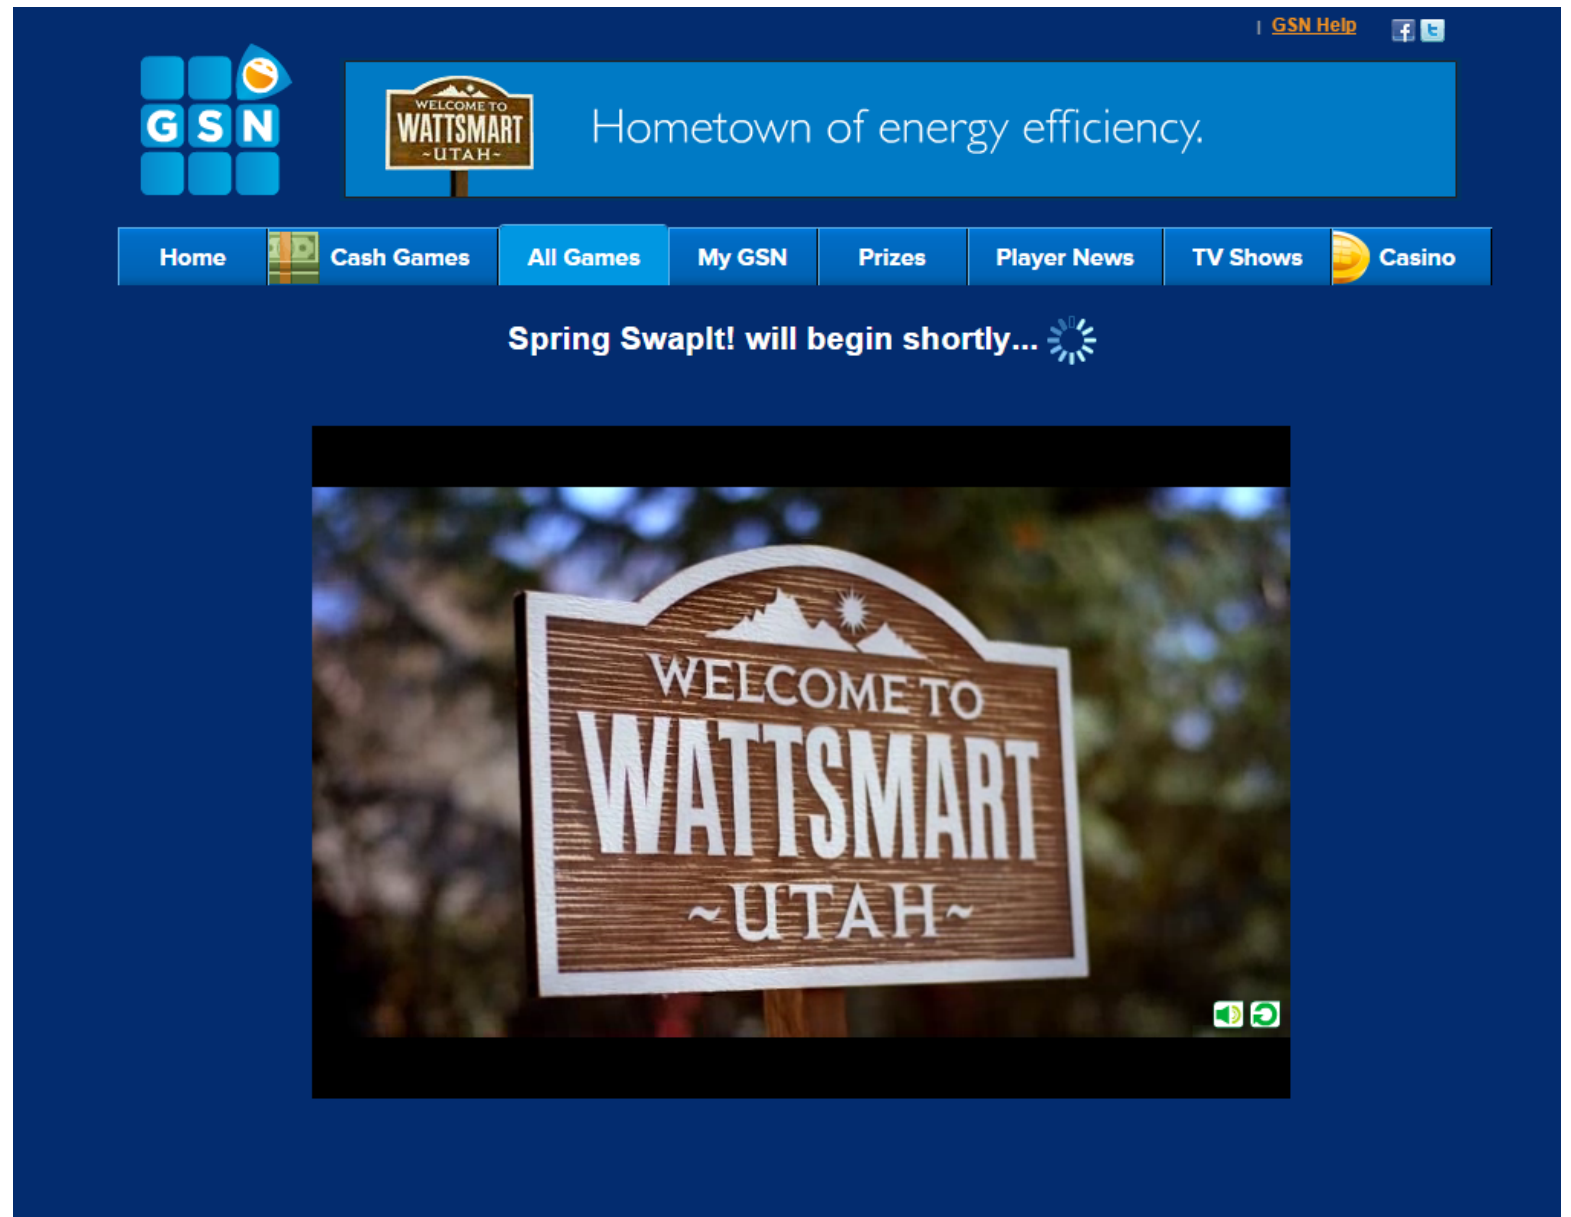 | GSN Help
GSN
WELCOME TO
WATTSMART
~UTAH~
Hometown of energy efficiency.
Home
Cash Games
All Games
My GSN
Prizes
Player News
TV Shows
Casino
Spring SwapIt! will begin shortly...
WELCOME TO
WATTSMART
~UTAH~